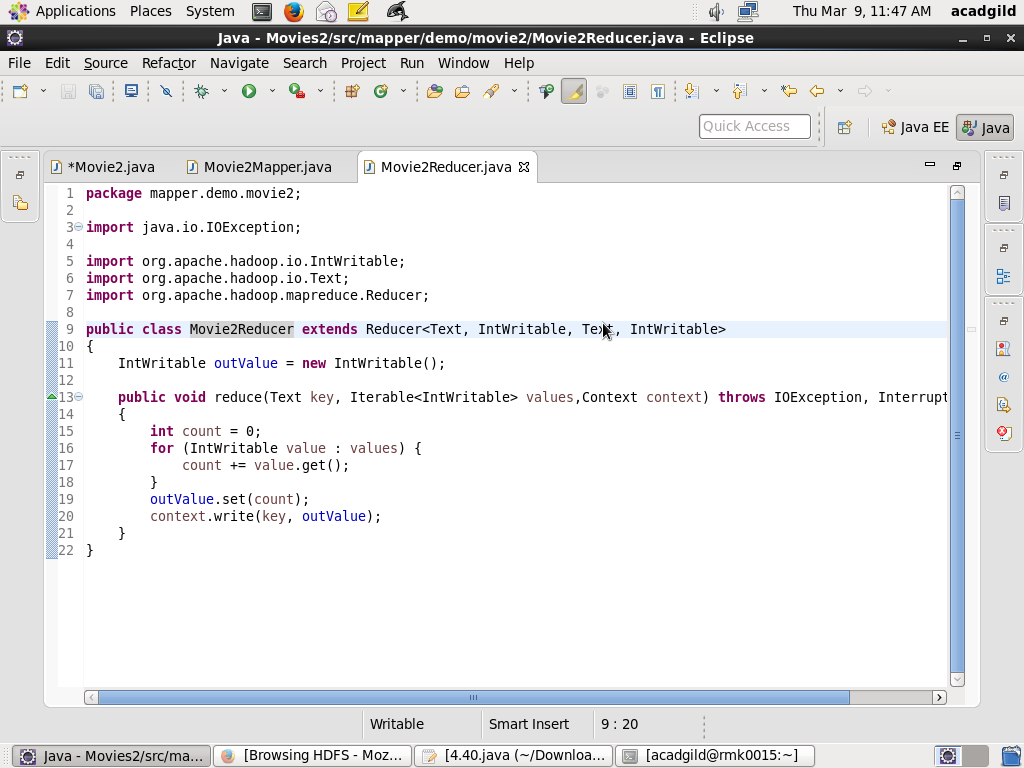 Applications Places System Thu Mar 9, 11:47 AM acadgild
Java - Movies2/src/mapper/demo/movie2/Movie2Reducer.java - Eclipse
File Edit Source Refactor Navigate Search Project Run Window Help
Quick Access Java EE Java
*Movie2.java Movie2Mapper.java Movie2Reducer.java
1 package mapper.demo.movie2;
2
3 import java.io.IOException;
4
5 import org.apache.hadoop.io.IntWritable;
6 import org.apache.hadoop.io.Text;
7 import org.apache.hadoop.mapreduce.Reducer;
8
9 public class Movie2Reducer extends Reducer<Text, IntWritable, Text, IntWritable>
10 {
11 IntWritable outValue = new IntWritable();
12
13 public void reduce(Text key, Iterable<IntWritable> values,Context context) throws IOException, Interrupt
14 {
15 int count = 0;
16 for (IntWritable value : values) {
17 count += value.get();
18 }
19 outValue.set(count);
20 context.write(key, outValue);
21 }
22 }
Writable Smart Insert 9 : 20
Java - Movies2/src/ma... [Browsing HDFS - Moz... [4.40.java (~/Downloa... [acadgild@rmk0015:~]